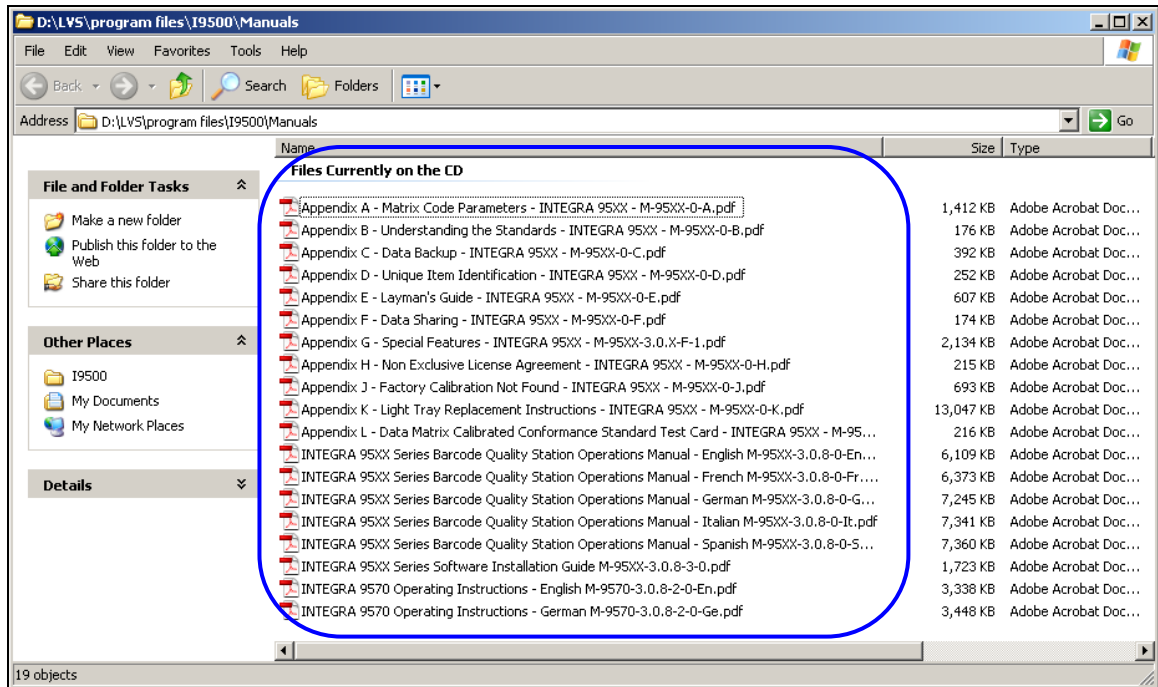 D:\LVS\program files\I9500\Manuals
File Edit View Favorites Tools Help
Back Search Folders
Address D:\LVS\program files\I9500\Manuals Go
Name Size Type
Files Currently on the CD
File and Folder Tasks
Make a new folder
Publish this folder to the
Web
Share this folder
Other Places
I9500
My Documents
My Network Places
Details
Appendix A - Matrix Code Parameters - INTEGRA 95XX - M-95XX-0-A.pdf 1,412 KB Adobe Acrobat Doc...
Appendix B - Understanding the Standards - INTEGRA 95XX - M-95XX-0-B.pdf 176 KB Adobe Acrobat Doc...
Appendix C - Data Backup - INTEGRA 95XX - M-95XX-0-C.pdf 392 KB Adobe Acrobat Doc...
Appendix D - Unique Item Identification - INTEGRA 95XX - M-95XX-0-D.pdf 252 KB Adobe Acrobat Doc...
Appendix E - Layman's Guide - INTEGRA 95XX - M-95XX-0-E.pdf 607 KB Adobe Acrobat Doc...
Appendix F - Data Sharing - INTEGRA 95XX - M-95XX-0-F.pdf 174 KB Adobe Acrobat Doc...
Appendix G - Special Features - INTEGRA 95XX - M-95XX-3.0.X-F-1.pdf 2,134 KB Adobe Acrobat Doc...
Appendix H - Non Exclusive License Agreement - INTEGRA 95XX - M-95XX-0-H.pdf 215 KB Adobe Acrobat Doc...
Appendix J - Factory Calibration Not Found - INTEGRA 95XX - M-95XX-0-J.pdf 693 KB Adobe Acrobat Doc...
Appendix K - Light Tray Replacement Instructions - INTEGRA 95XX - M-95XX-0-K.pdf 13,047 KB Adobe Acrobat Doc...
Appendix L - Data Matrix Calibrated Conformance Standard Test Card - INTEGRA 95XX - M-95... 216 KB Adobe Acrobat Doc...
INTEGRA 95XX Series Barcode Quality Station Operations Manual - English M-95XX-3.0.8-0-En... 6,109 KB Adobe Acrobat Doc...
INTEGRA 95XX Series Barcode Quality Station Operations Manual - French M-95XX-3.0.8-0-Fr.... 6,373 KB Adobe Acrobat Doc...
INTEGRA 95XX Series Barcode Quality Station Operations Manual - German M-95XX-3.0.8-0-G... 7,245 KB Adobe Acrobat Doc...
INTEGRA 95XX Series Barcode Quality Station Operations Manual - Italian M-95XX-3.0.8-0-It.pdf 7,341 KB Adobe Acrobat Doc...
INTEGRA 95XX Series Barcode Quality Station Operations Manual - Spanish M-95XX-3.0.8-0-S... 7,360 KB Adobe Acrobat Doc...
INTEGRA 95XX Series Software Installation Guide M-95XX-3.0.8-3-0.pdf 1,723 KB Adobe Acrobat Doc...
INTEGRA 9570 Operating Instructions - English M-9570-3.0.8-2-0-En.pdf 3,338 KB Adobe Acrobat Doc...
INTEGRA 9570 Operating Instructions - German M-9570-3.0.8-2-0-Ge.pdf 3,448 KB Adobe Acrobat Doc...
19 objects